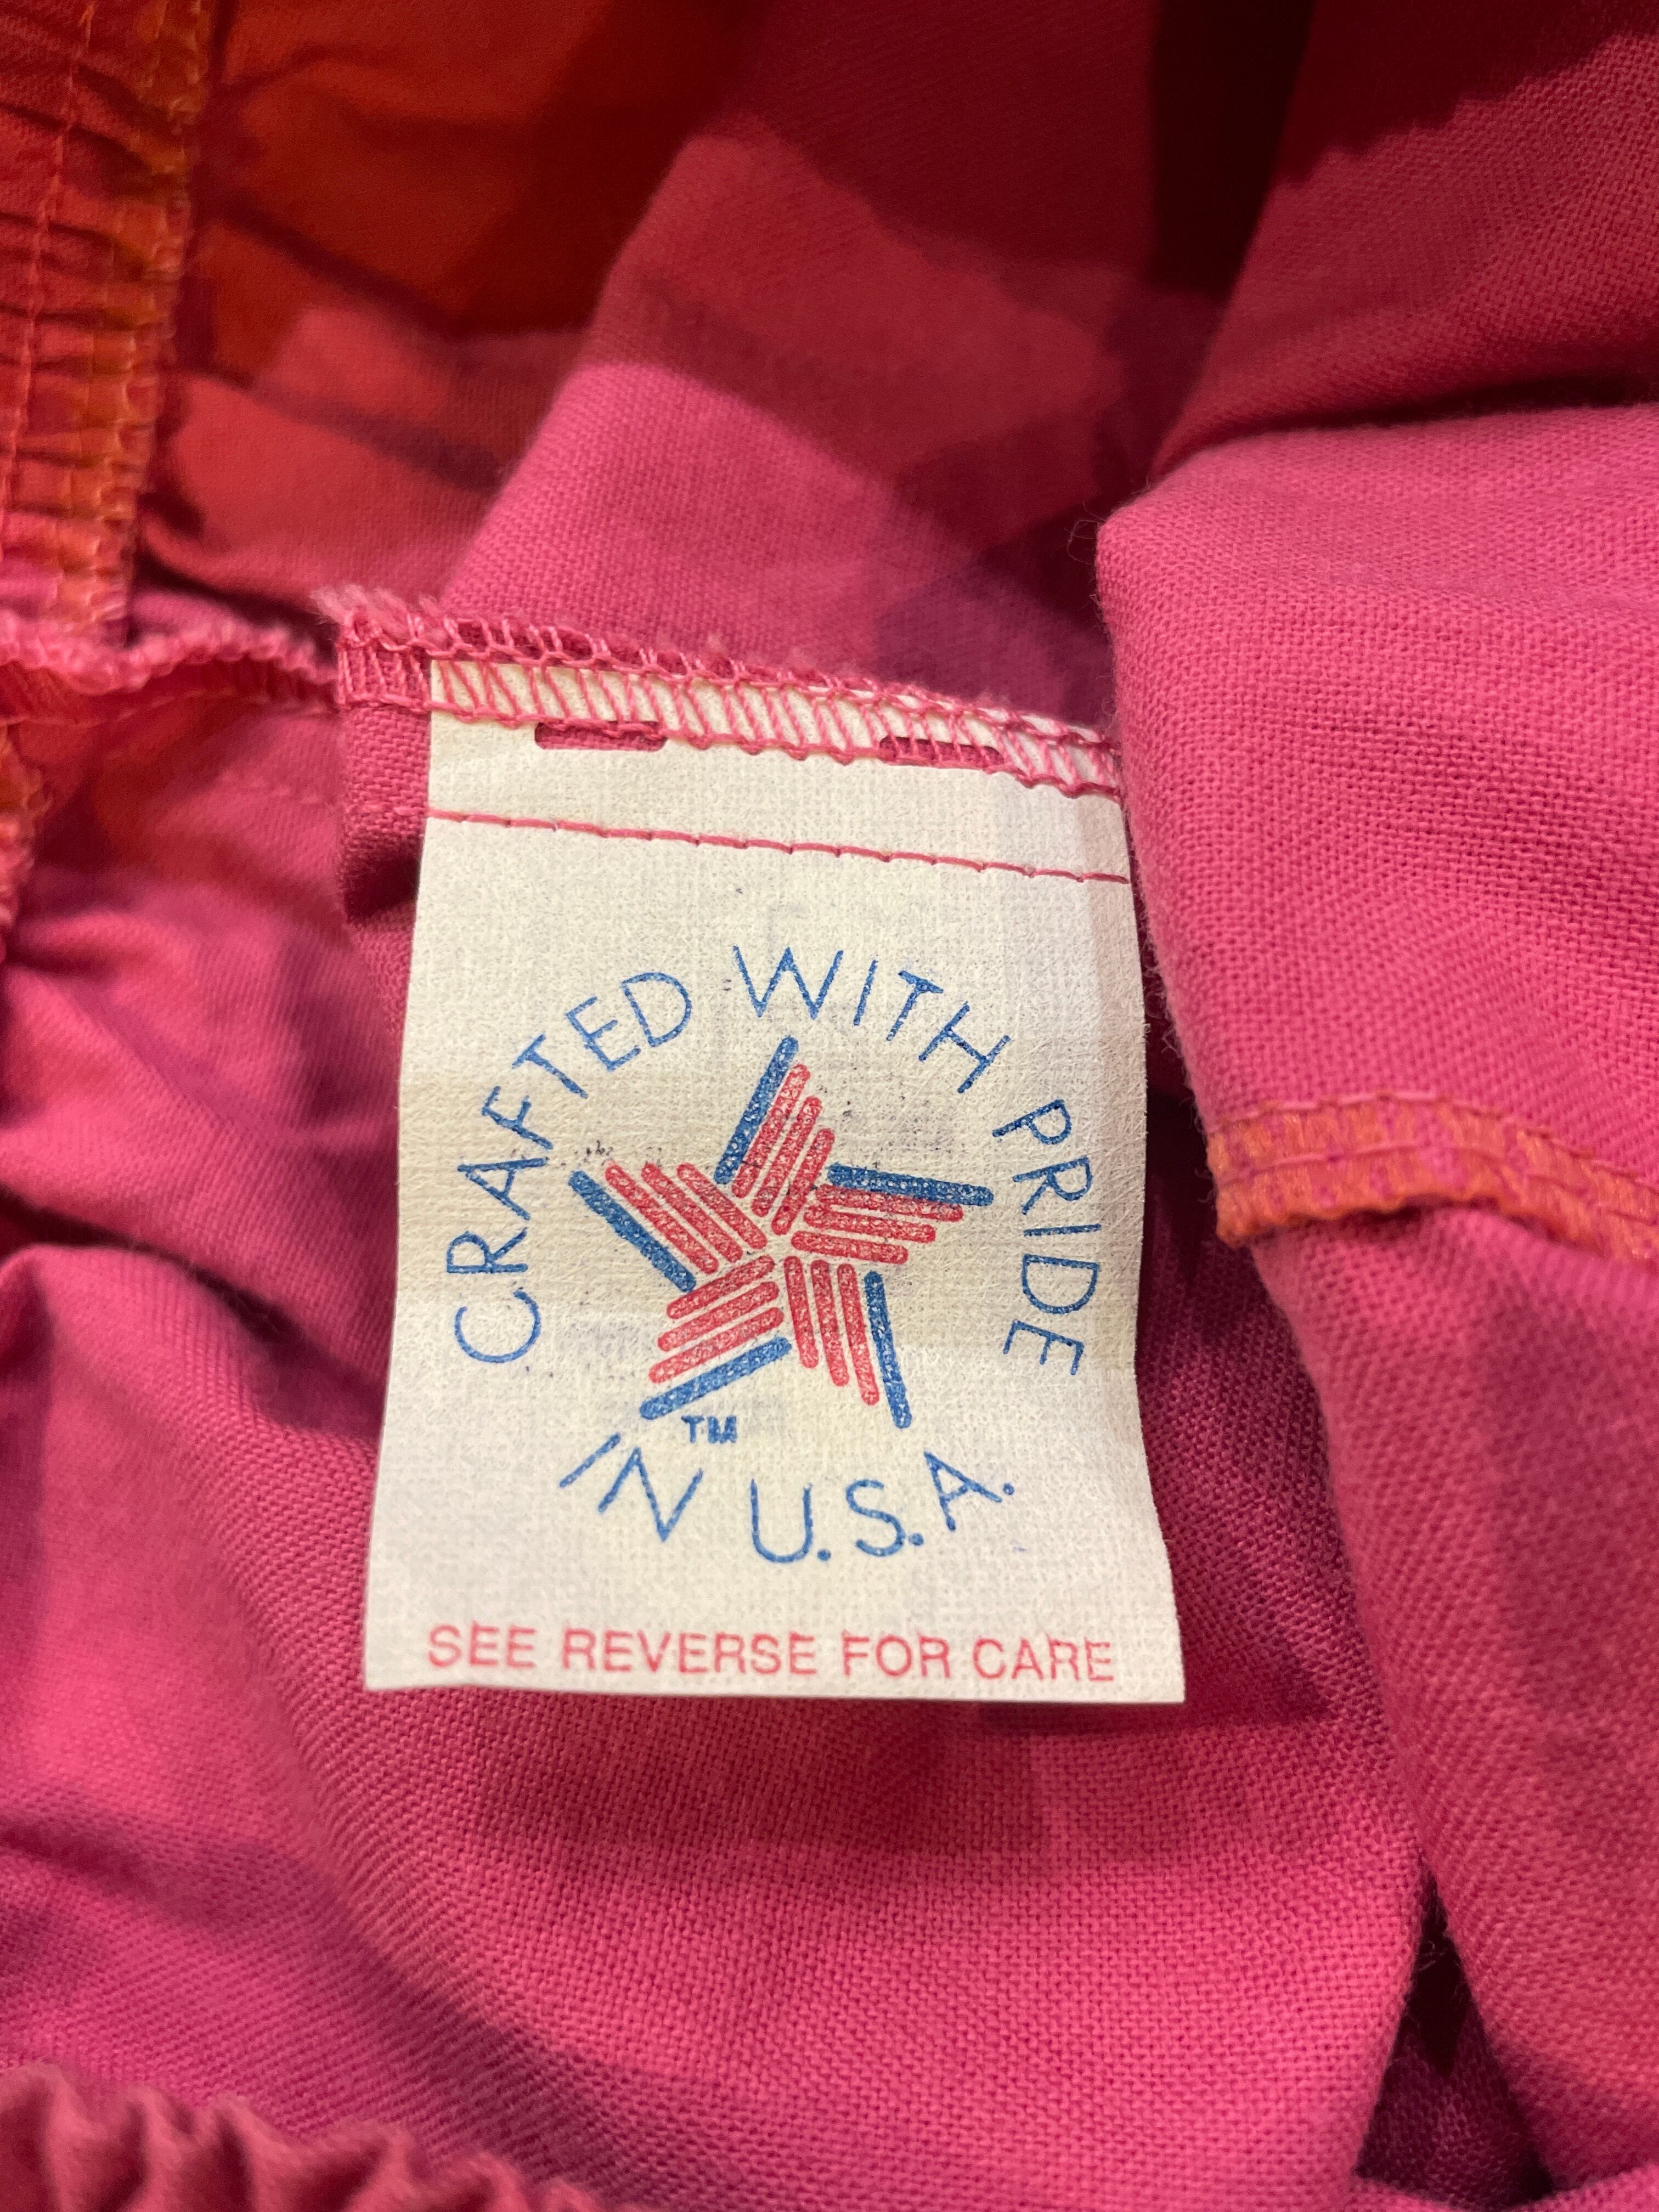 CRAFTED WITH PRIDE
IN U.S.A.
TM
SEE REVERSE FOR CARE